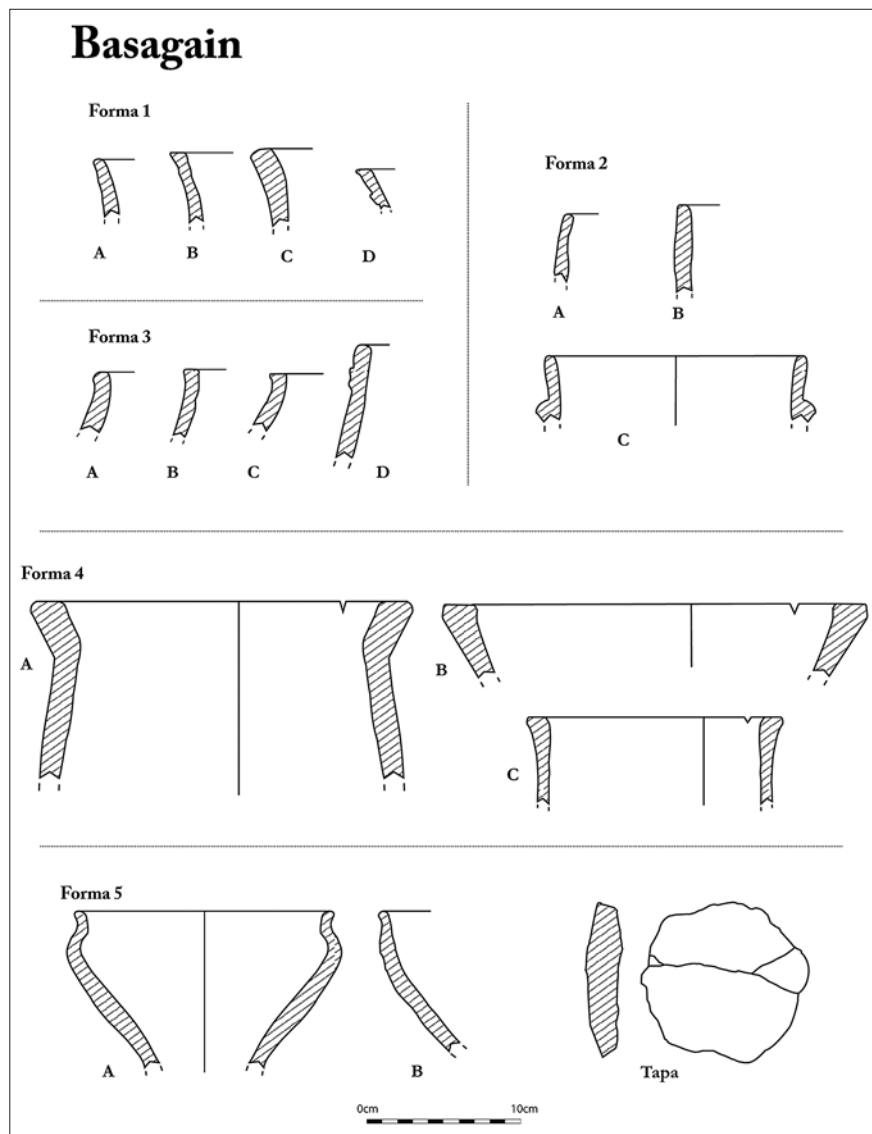 Basagain
Forma 1
A B C D
Forma 2
A B
C
Forma 3
A B C D
Forma 4
A
B
C
Forma 5
A B
Tapa
0cm 10cm